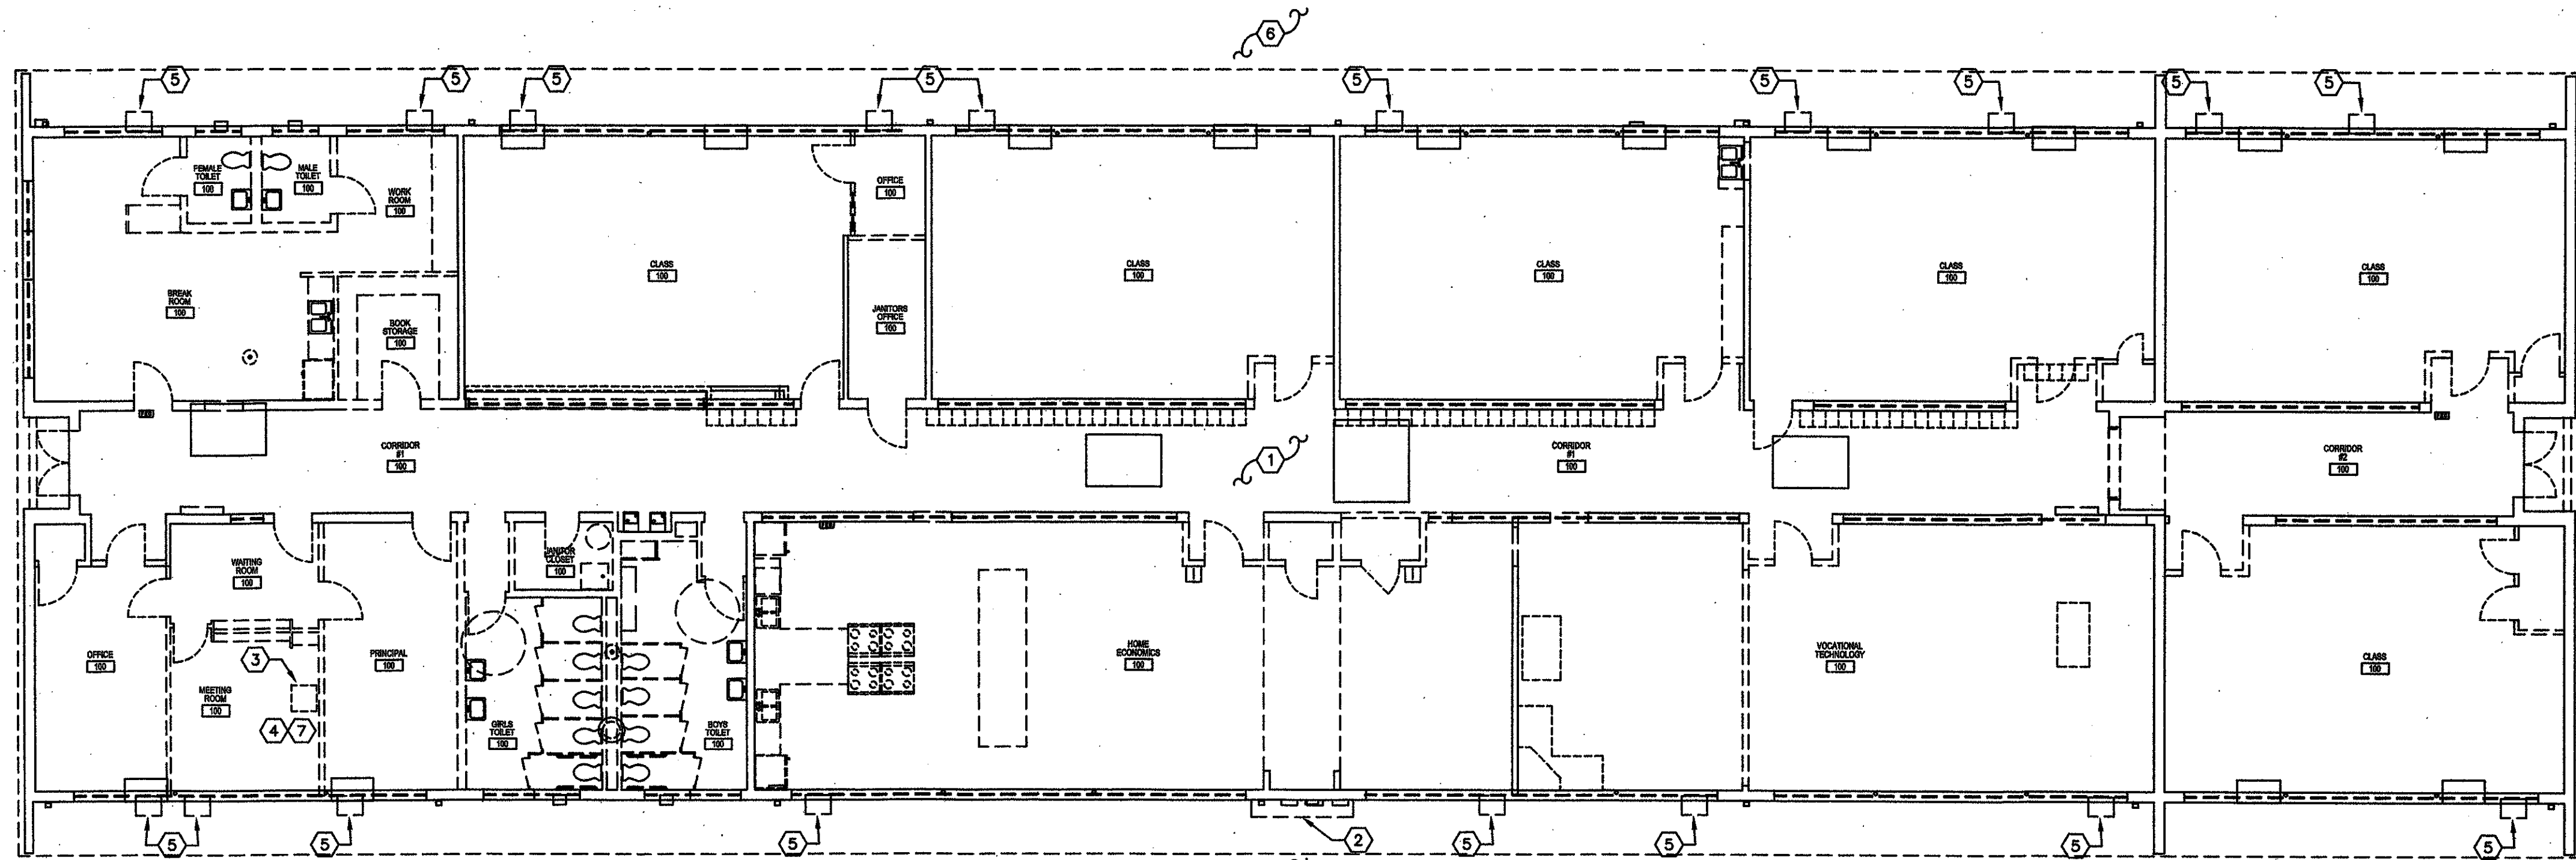 6
5
5
5
5
5
5
5
5
5
FEMALE
TOILET
100
MALE
TOILET
100
WORK
ROOM
100
OFFICE
100
CLASS
100
CLASS
100
CLASS
100
CLASS
100
CLASS
100
BREAK
ROOM
100
BOOK
STORAGE
100
JANITORS
OFFICE
100
CORRIDOR
#1
100
1
CORRIDOR
#1
100
CORRIDOR
#2
100
WAITING
ROOM
100
JANITOR
CLOSET
100
OFFICE
100
3
PRINCIPAL
100
HOME
ECONOMICS
100
VOCATIONAL
TECHNOLOGY
100
CLASS
100
MEETING
ROOM
100
4 7
GIRLS
TOILET
100
BOYS
TOILET
100
5
5
5
2
5
5
5
5